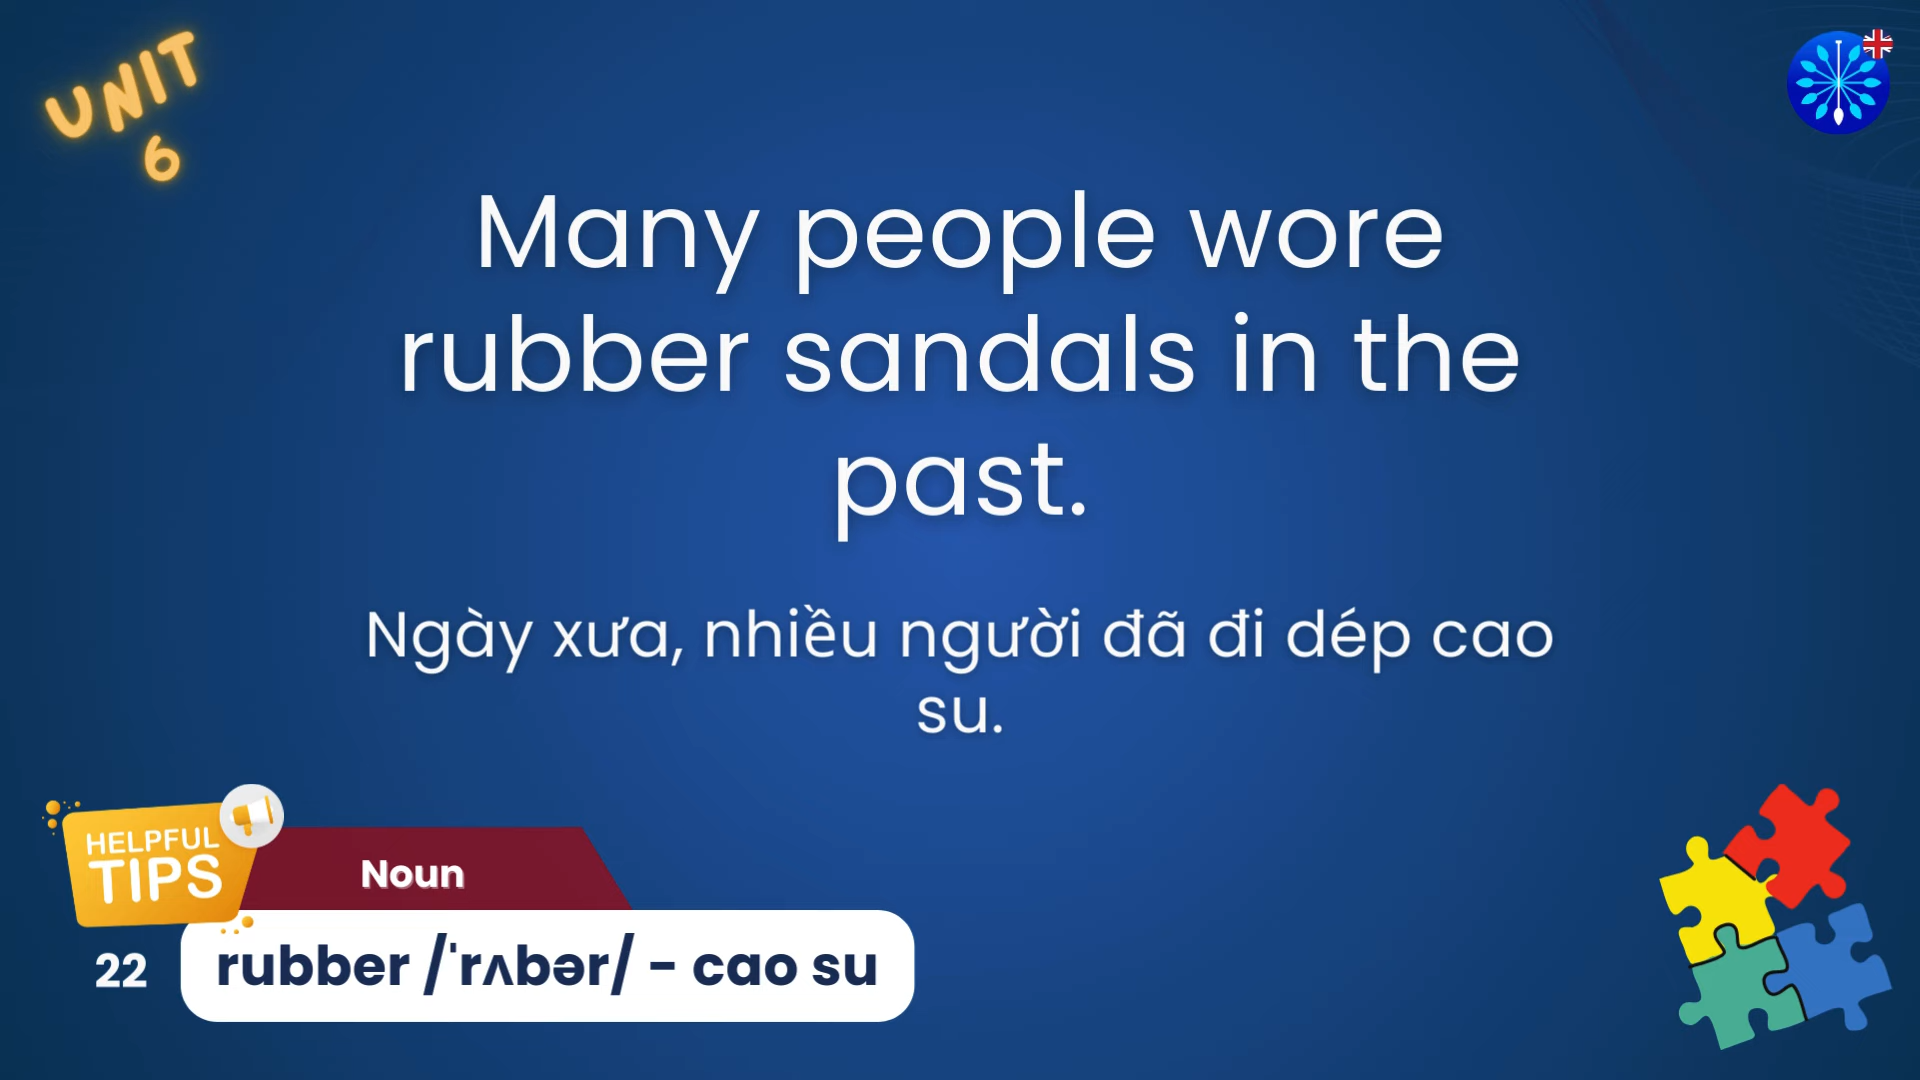 UNIT
6
Many people wore
rubber sandals in the
past.
Ngày xưa, nhiều người đã đi dép cao
su.
HELPFUL
TIPS
Noun
22
rubber /ˈrʌbər/ - cao su